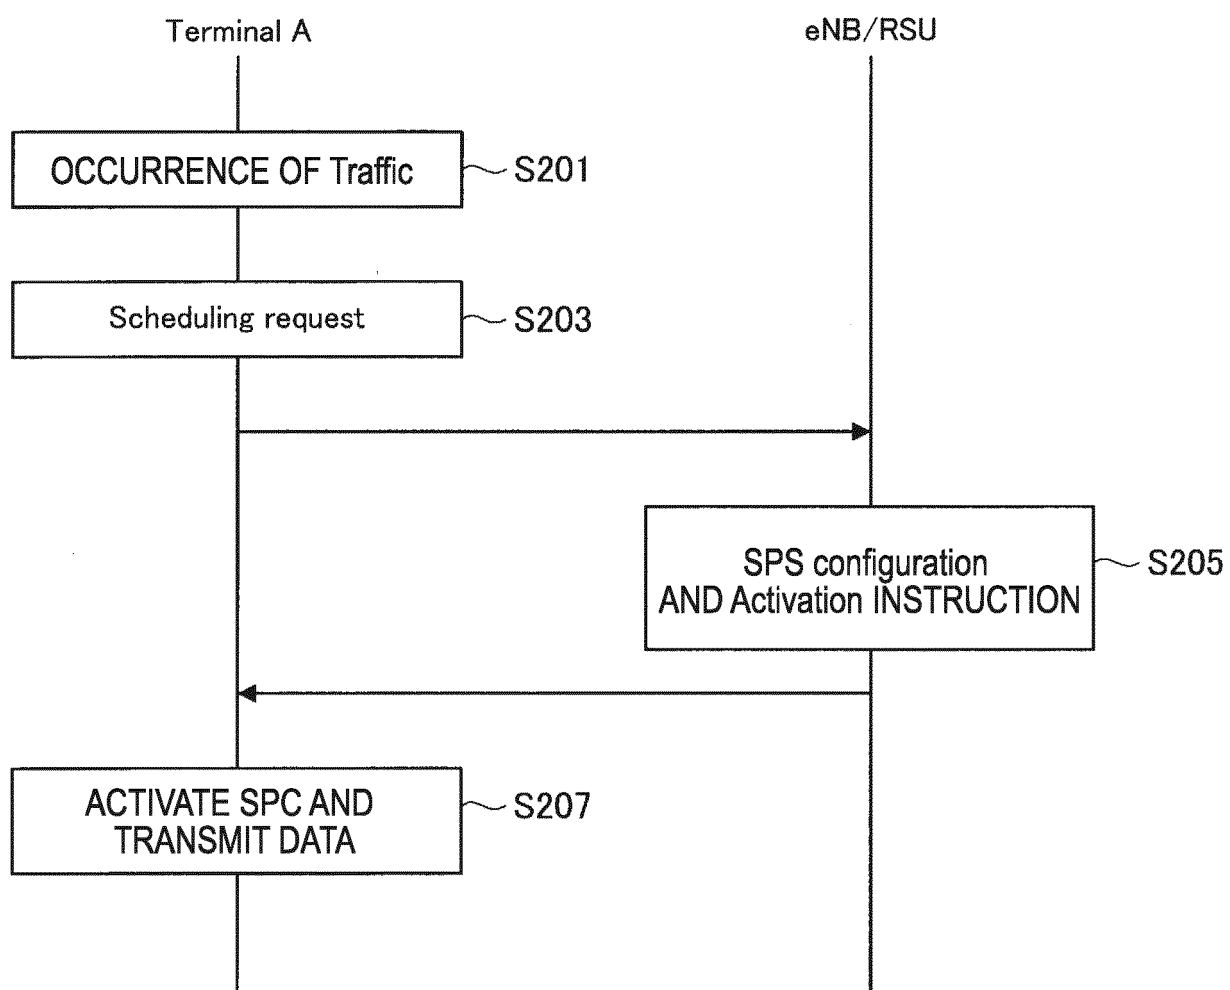 Terminal A
eNB/RSU
OCCURRENCE OF Traffic
S201
Scheduling request
S203
SPS configuration
AND Activation INSTRUCTION
S205
ACTIVATE SPC AND
TRANSMIT DATA
S207